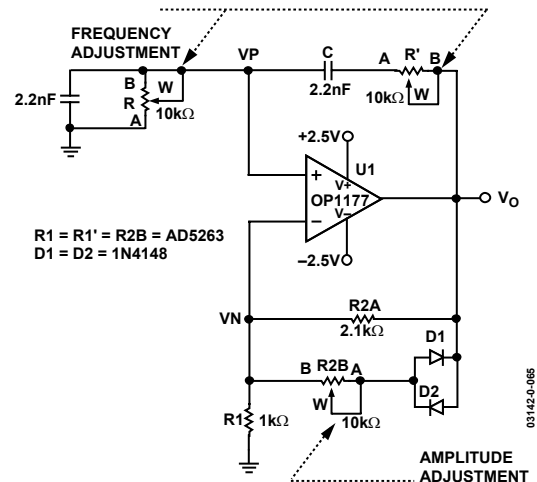 FREQUENCY
ADJUSTMENT
VP
C
A
R'
B
2.2nF
B
R
W
A
10kΩ
2.2nF
10kΩ
W
+2.5V
U1
V+
+
OP1177
–
V–
VO
–2.5V
R1 = R1' = R2B = AD5263
D1 = D2 = 1N4148
R2A
VN
2.1kΩ
D1
B
R2B
A
D2
W
R1
1kΩ
10kΩ
AMPLITUDE
ADJUSTMENT
03142-0-065